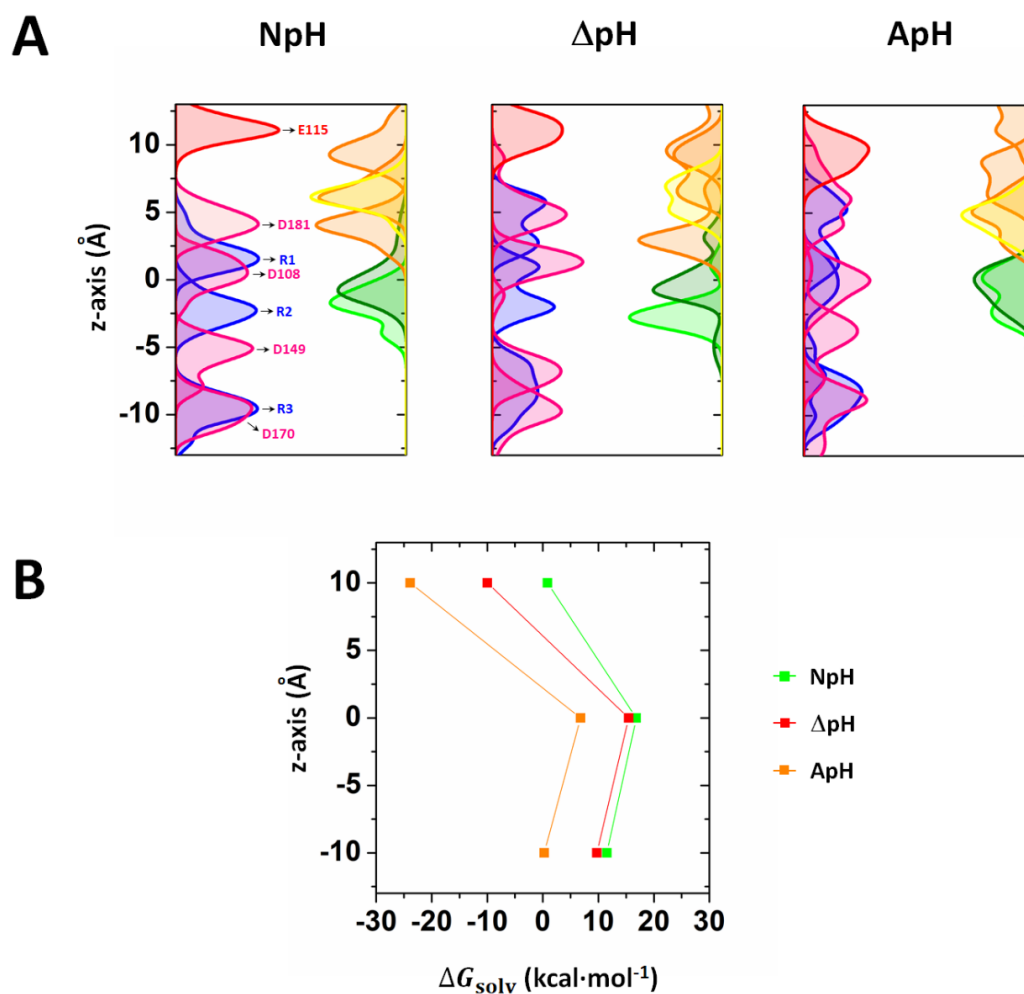 A
NpH
ΔpH
ApH
10
5
0
-5
-10
z-axis (Å)
E115
D181
R1
D108
R2
D149
R3
D170
B
10
5
0
-5
-10
z-axis (Å)
-30 -20 -10 0 10 20 30
ΔG_solv (kcal·mol⁻¹)
NpH
ΔpH
ApH